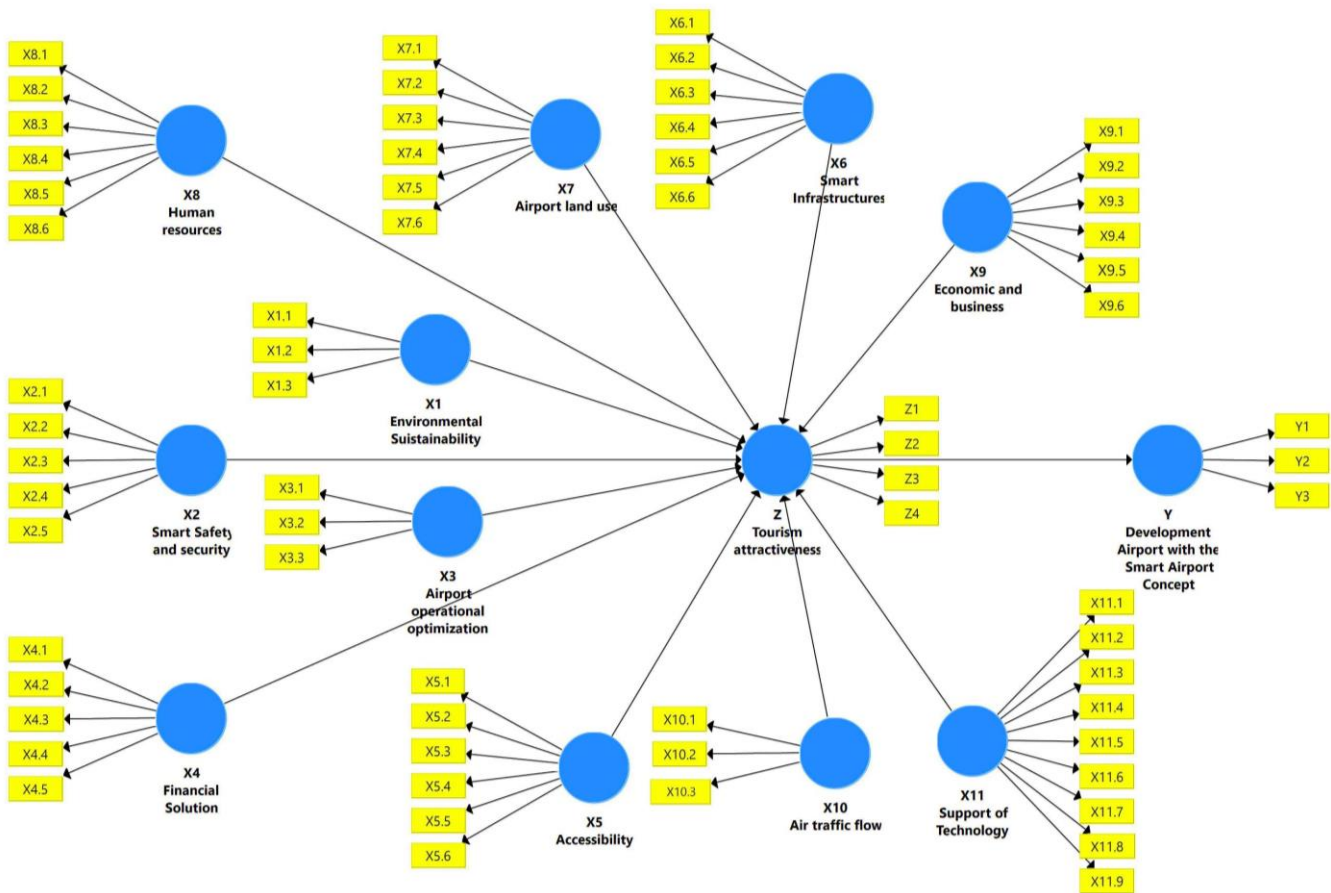 X8.1
X8.2
X8.3
X8.4
X8.5
X8.6
X8
Human
resources
X7.1
X7.2
X7.3
X7.4
X7.5
X7.6
X7
Airport land use
X6.1
X6.2
X6.3
X6.4
X6.5
X6.6
X6
Smart
Infrastructures
X9.1
X9.2
X9.3
X9.4
X9.5
X9.6
X9
Economic and
business
X1.1
X1.2
X1.3
X1
Environmental
Suistainability
X2.1
X2.2
X2.3
X2.4
X2.5
X2
Smart Safety
and security
X3.1
X3.2
X3.3
X3
Airport
operational
optimization
Z1
Z2
Z3
Z4
Z
Tourism
attractiveness
Y1
Y2
Y3
Y
Development
Airport with the
Smart Airport
Concept
X4.1
X4.2
X4.3
X4.4
X4.5
X4
Financial
Solution
X5.1
X5.2
X5.3
X5.4
X5.5
X5.6
X5
Accessibility
X10.1
X10.2
X10.3
X10
Air traffic flow
X11.1
X11.2
X11.3
X11.4
X11.5
X11.6
X11.7
X11.8
X11.9
X11
Support of
Technology